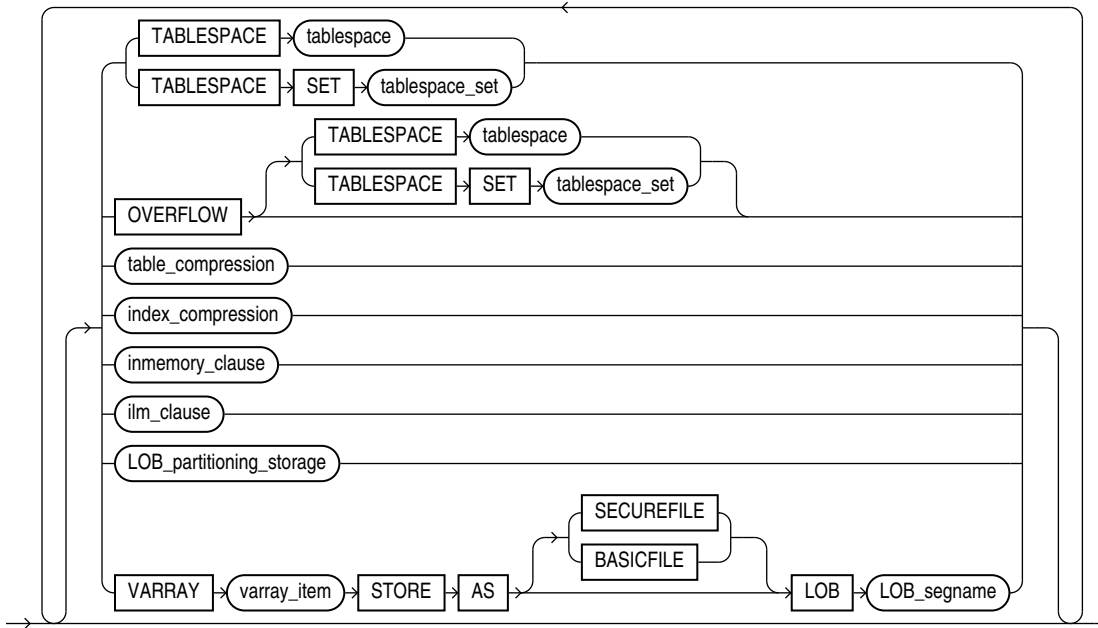 TABLESPACE tablespace
TABLESPACE SET tablespace_set
TABLESPACE tablespace
TABLESPACE SET tablespace_set
OVERFLOW
table_compression
index_compression
inmemory_clause
ilm_clause
LOB_partitioning_storage
SECUREFILE
BASICFILE
VARRAY varray_item STORE AS LOB LOB_segname